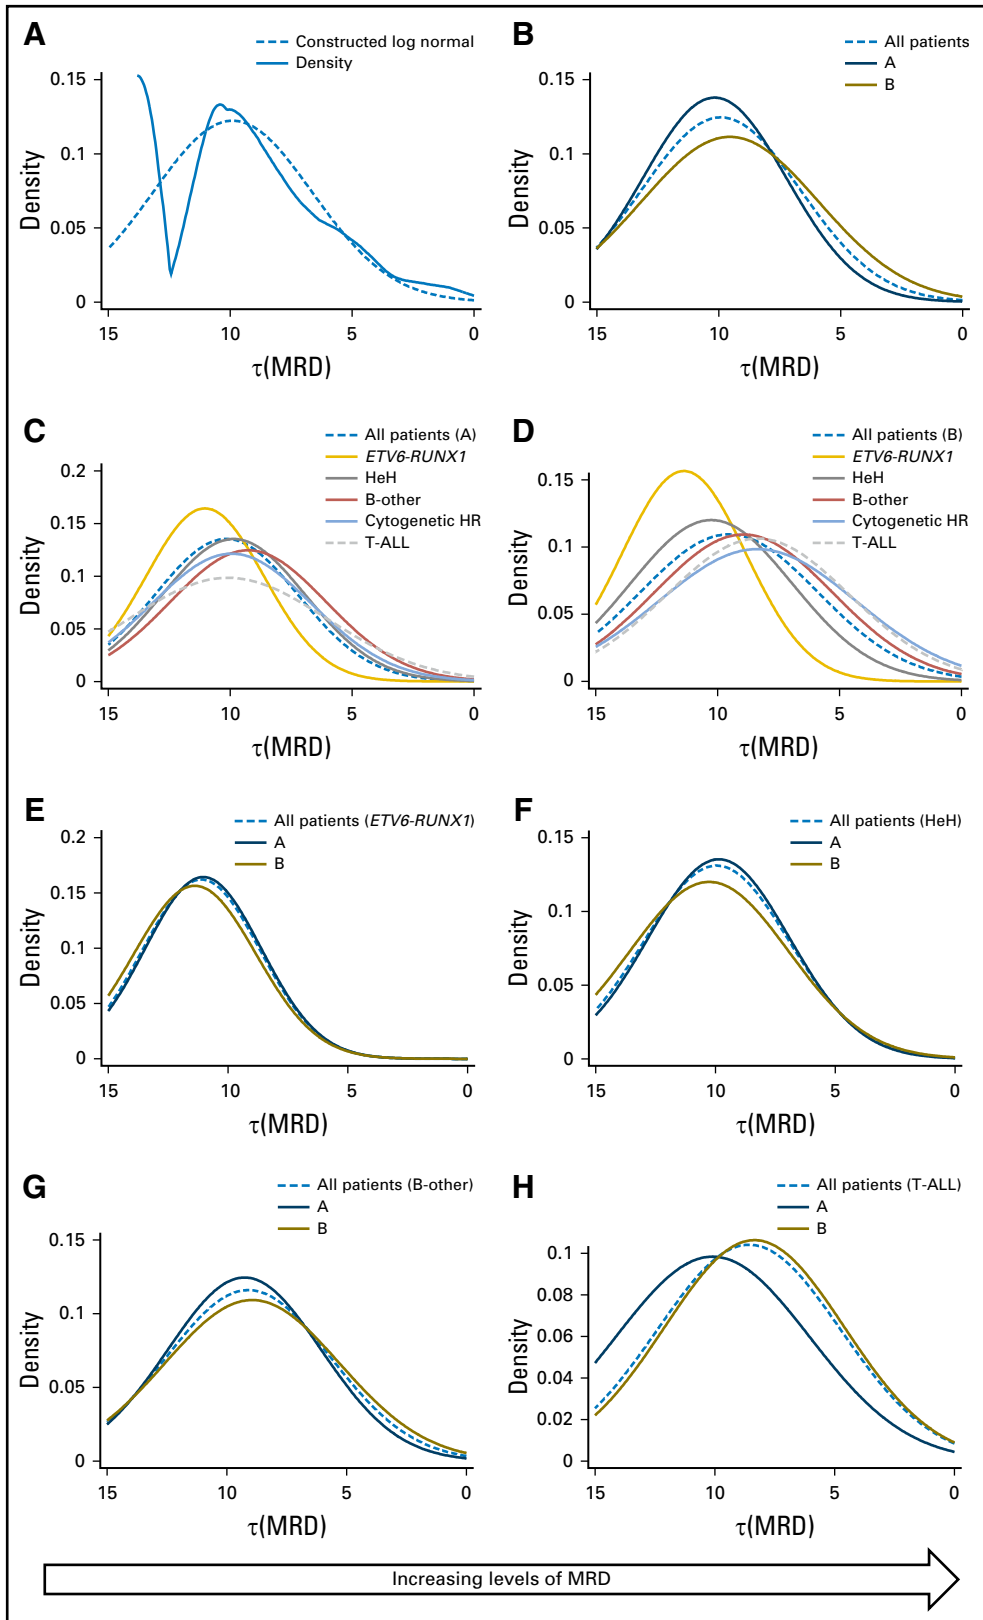 A
Constructed log normal
Density
0.15
0.1
0.05
0
Density
15
10
5
0
τ(MRD)
B
All patients
A
B
0.15
0.1
0.05
0
Density
15
10
5
0
τ(MRD)
C
All patients (A)
ETV6-RUNX1
HeH
B-other
Cytogenetic HR
T-ALL
0.2
0.15
0.1
0.05
0
Density
15
10
5
0
τ(MRD)
D
All patients (B)
ETV6-RUNX1
HeH
B-other
Cytogenetic HR
T-ALL
0.15
0.1
0.05
0
Density
15
10
5
0
τ(MRD)
E
All patients (ETV6-RUNX1)
A
B
0.2
0.15
0.1
0.05
0
Density
15
10
5
0
τ(MRD)
F
All patients (HeH)
A
B
0.15
0.1
0.05
0
Density
15
10
5
0
τ(MRD)
G
All patients (B-other)
A
B
0.15
0.1
0.05
0
Density
15
10
5
0
τ(MRD)
H
All patients (T-ALL)
A
B
0.1
0.08
0.06
0.04
0.02
0
Density
15
10
5
0
τ(MRD)
Increasing levels of MRD